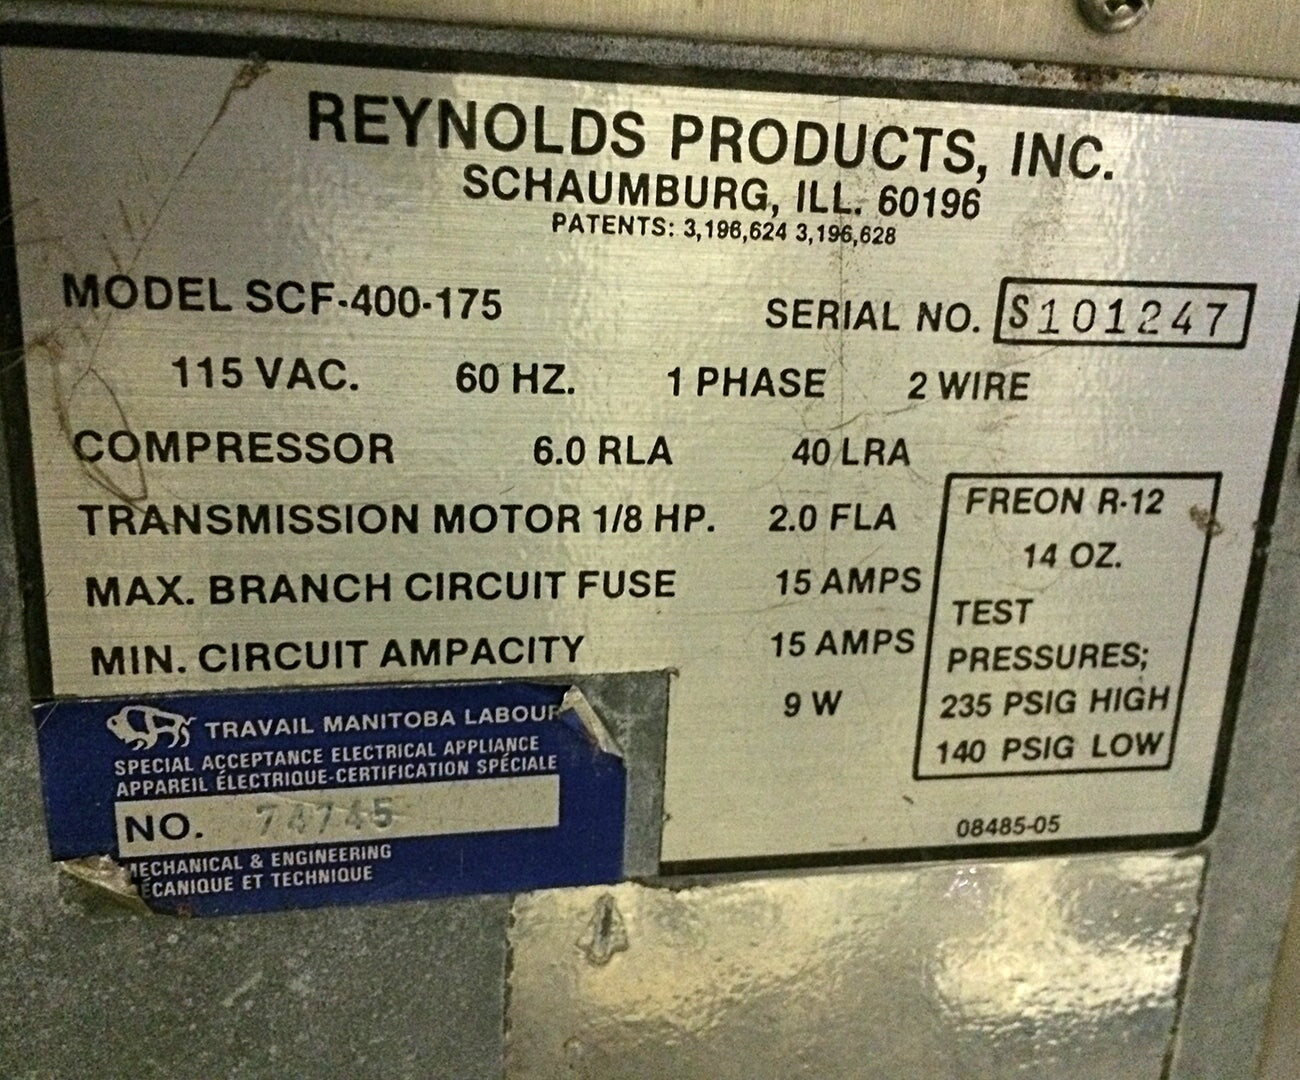 REYNOLDS PRODUCTS, INC.
SCHAUMBURG, ILL. 60196
PATENTS: 3,196,624 3,196,628
MODEL SCF-400-175 SERIAL NO. S101247
115 VAC. 60 HZ. 1 PHASE 2 WIRE
COMPRESSOR 6.0 RLA 40 LRA
TRANSMISSION MOTOR 1/8 HP. 2.0 FLA
MAX. BRANCH CIRCUIT FUSE 15 AMPS
MIN. CIRCUIT AMPACITY 15 AMPS
9 W
FREON R-12
14 OZ.
TEST
PRESSURES;
235 PSIG HIGH
140 PSIG LOW
08485-05
TRAVAIL MANITOBA LABOUR
SPECIAL ACCEPTANCE ELECTRICAL APPLIANCE
APPAREIL ÉLECTRIQUE-CERTIFICATION SPÉCIALE
NO. 74745
MECHANICAL & ENGINEERING
ÉCANIQUE ET TECHNIQUE